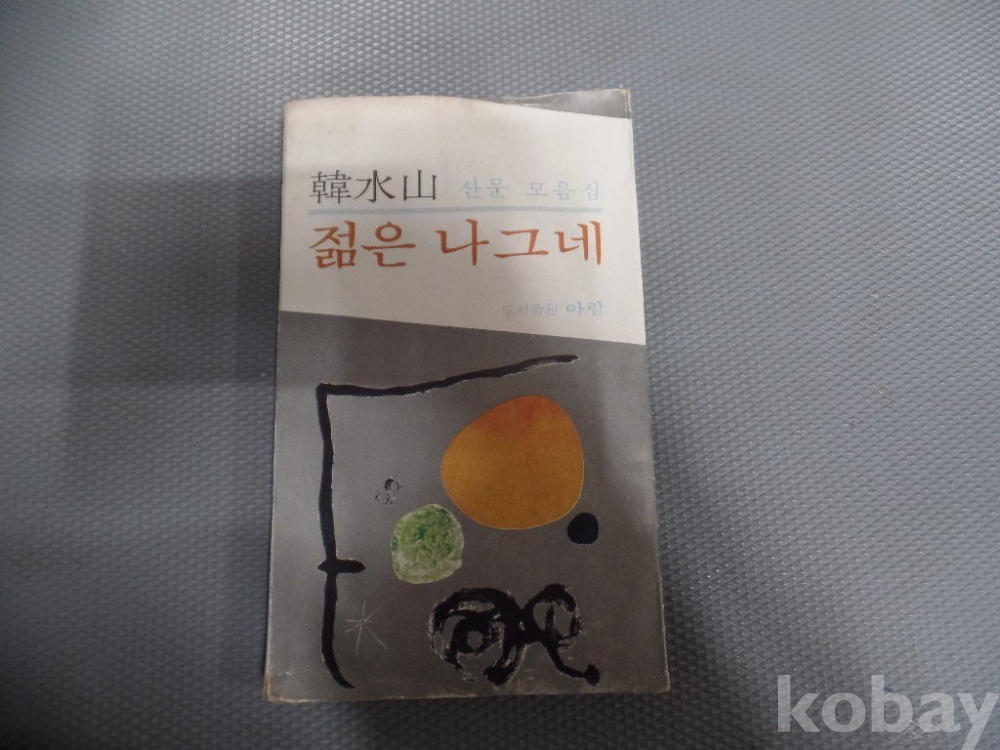 韓水山 산문 모음집
젊은 나그네
도서출판 아람
kobay